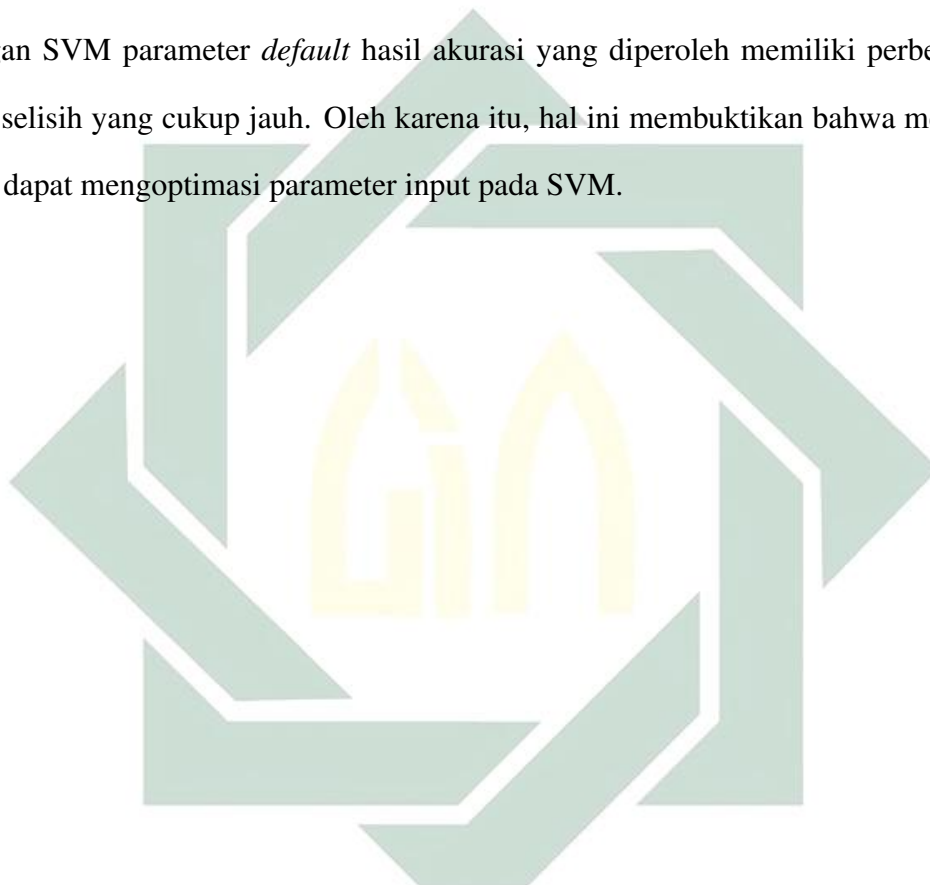 gan SVM parameter default hasil akurasi yang diperoleh memiliki perbe
selisih yang cukup jauh. Oleh karena itu, hal ini membuktikan bahwa me
dapat mengoptimasi parameter input pada SVM.